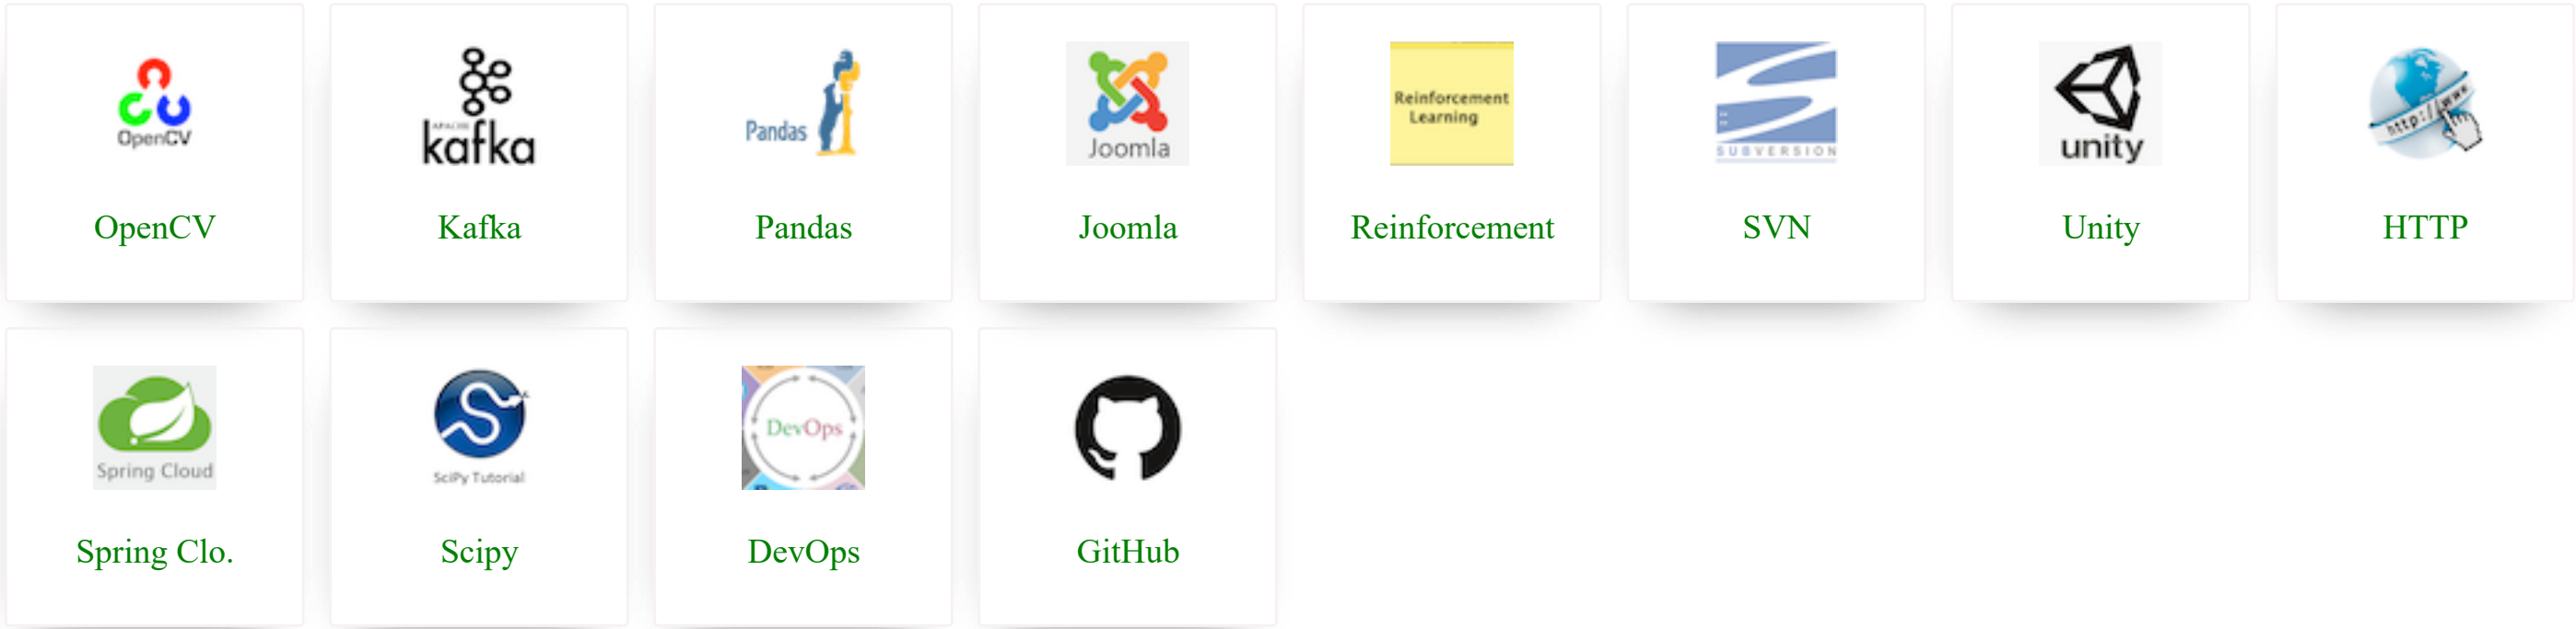 OpenCV
APACHE
kafka
Pandas
Joomla
Reinforcement
Learning
SUBVERSION
unity
http://www
OpenCV
Kafka
Pandas
Joomla
Reinforcement
SVN
Unity
HTTP
Spring Cloud
SciPy Tutorial
DevOps
Spring Clo.
Scipy
DevOps
GitHub